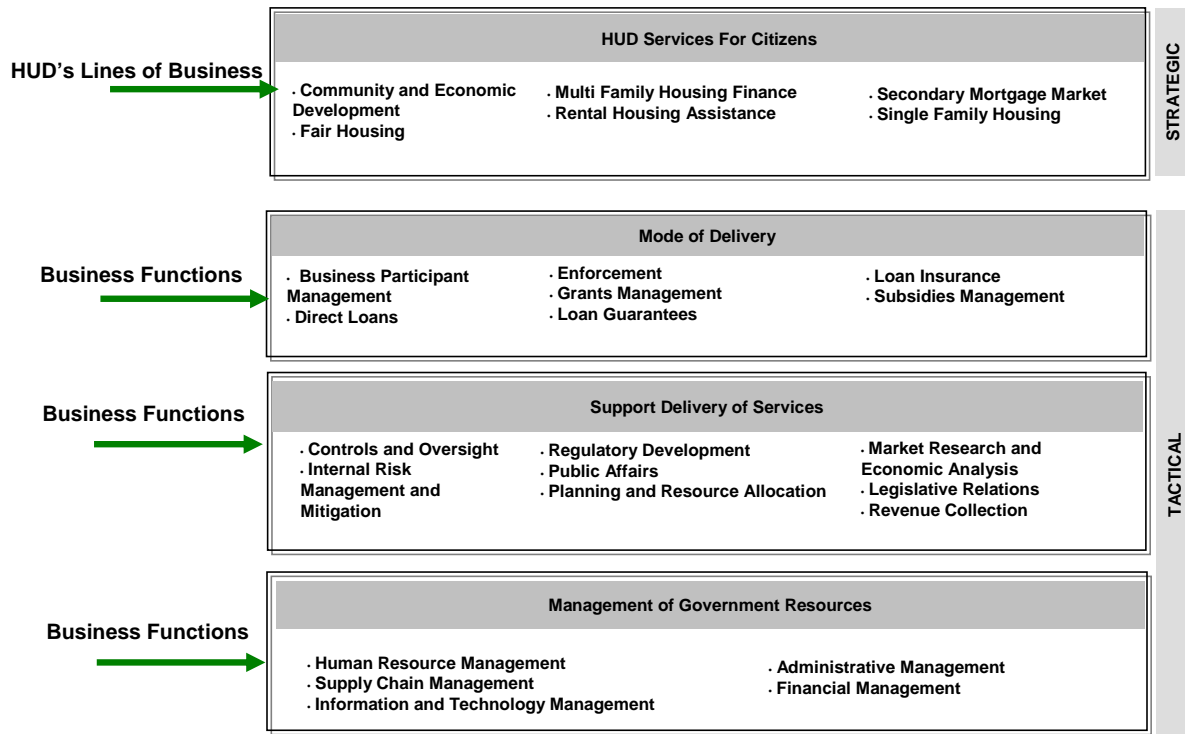 HUD Services For Citizens
HUD's Lines of Business
· Community and Economic
Development
· Fair Housing
· Multi Family Housing Finance
· Rental Housing Assistance
· Secondary Mortgage Market
· Single Family Housing
STRATEGIC
Mode of Delivery
Business Functions
· Business Participant
Management
· Direct Loans
· Enforcement
· Grants Management
· Loan Guarantees
· Loan Insurance
· Subsidies Management
Support Delivery of Services
Business Functions
· Controls and Oversight
· Internal Risk
Management and
Mitigation
· Regulatory Development
· Public Affairs
· Planning and Resource Allocation
· Market Research and
Economic Analysis
· Legislative Relations
· Revenue Collection
TACTICAL
Management of Government Resources
Business Functions
· Human Resource Management
· Supply Chain Management
· Information and Technology Management
· Administrative Management
· Financial Management